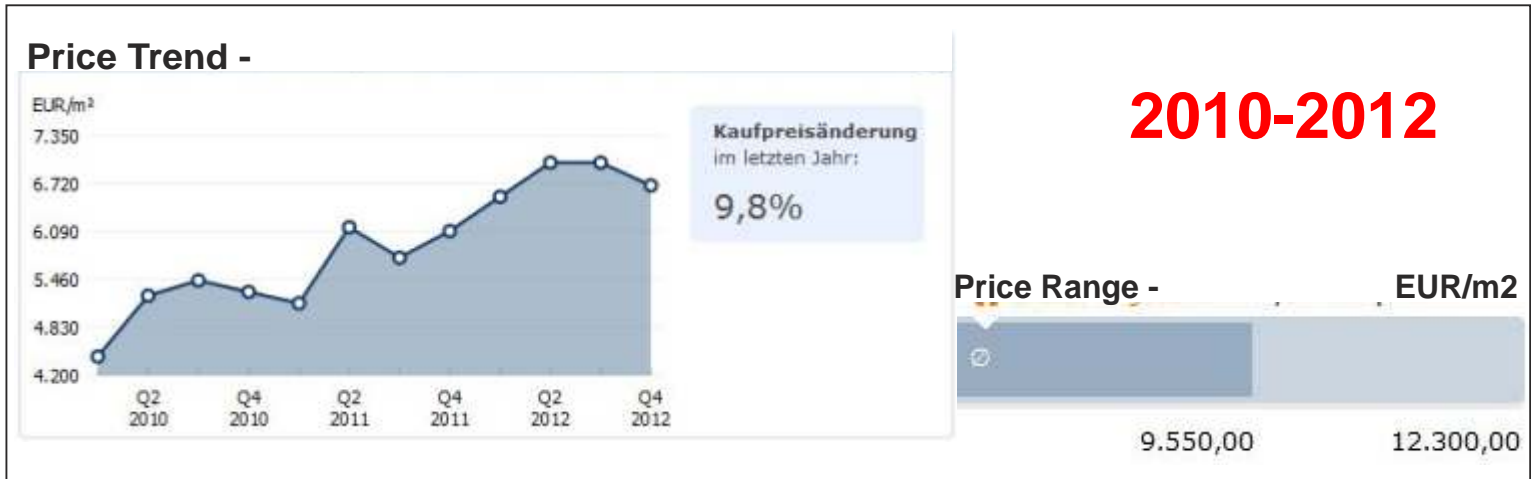 Price Trend -
2010-2012
EUR/m²
7.350
6.720
6.090
5.460
4.830
4.200
Q2 Q4 Q2 Q4 Q2 Q4
2010 2010 2011 2011 2012 2012
Kaufpreisänderung
im letzten Jahr:
9,8%
Price Range - EUR/m2
Ø
9.550,00 12.300,00